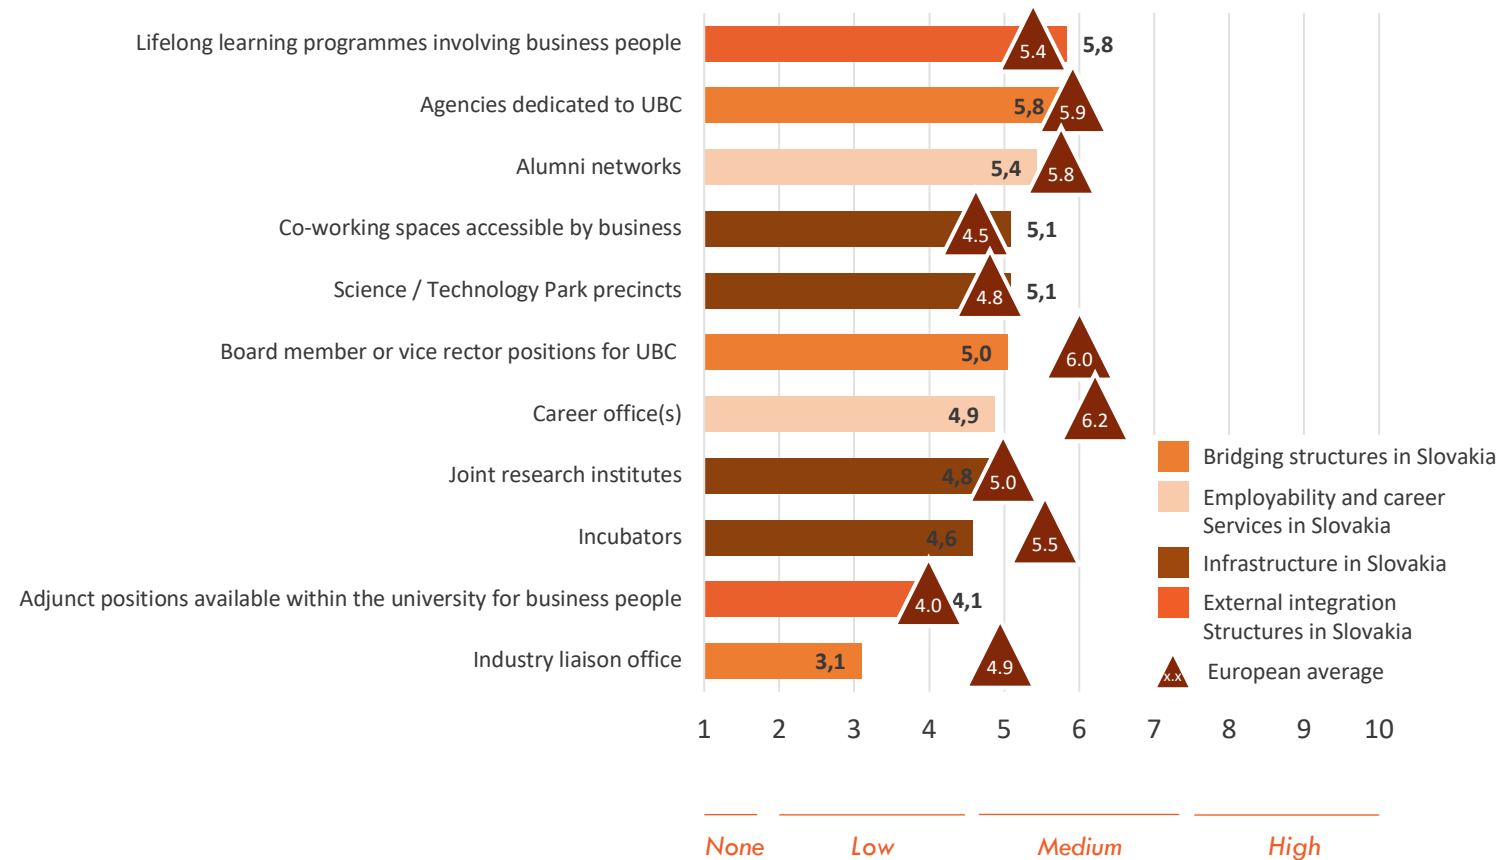 Lifelong learning programmes involving business people
5.4
5,8
Agencies dedicated to UBC
5,8
5.9
Alumni networks
5,4
5.8
Co-working spaces accessible by business
4.5
5,1
Science / Technology Park precincts
4.8
5,1
Board member or vice rector positions for UBC
5,0
6.0
Career office(s)
4,9
6.2
Joint research institutes
4,8
5.0
Incubators
4,6
5.5
Adjunct positions available within the university for business people
4.0
4,1
Industry liaison office
3,1
4.9
Bridging structures in Slovakia
Employability and career
Services in Slovakia
Infrastructure in Slovakia
External integration
Structures in Slovakia
x.x
European average
1 2 3 4 5 6 7 8 9 10
None Low Medium High